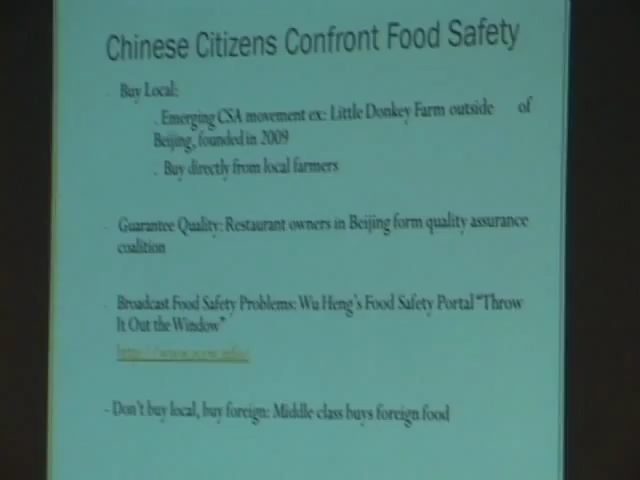 Chinese Citizens Confront Food Safety
- Buy Local:
. Emerging CSA movement ex: Little Donkey Farm outside of
Beijing, founded in 2009
. Buy directly from local farmers
- Guarantee Quality: Restaurant owners in Beijing form quality assurance
coalition
- Broadcast Food Safety Problems: Wu Heng's Food Safety Portal "Throw
It Out the Window"
- Don't buy local, buy foreign: Middle class buys foreign food